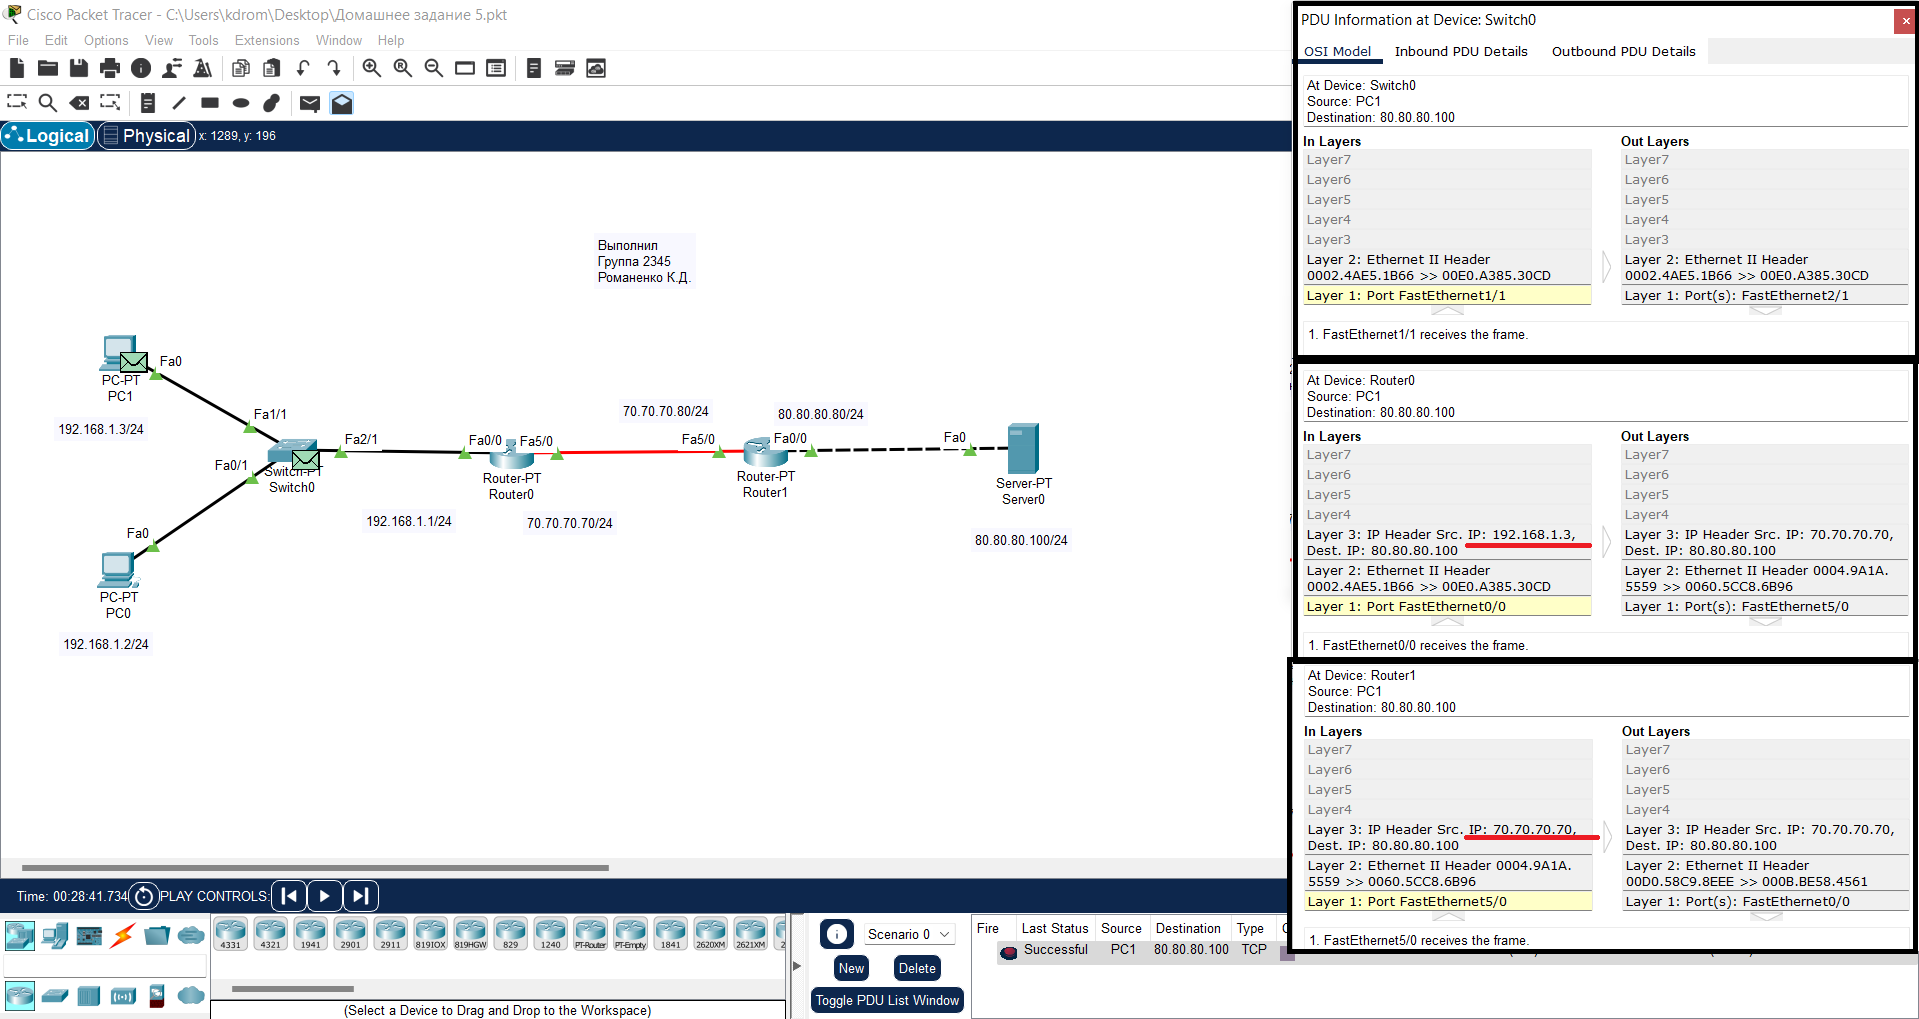 Cisco Packet Tracer - C:\Users\kdrom\Desktop\Домашнее задание 5.pkt
File Edit Options View Tools Extensions Window Help
Logical Physical x: 1289, y: 196
Выполнил
Группа 2345
Романенко К.Д.
Fa0
PC-PT
PC1
192.168.1.3/24
Fa1/1
Fa0/1
Fa2/1
Switch-PT
Switch0
Fa0
PC-PT
PC0
192.168.1.2/24
192.168.1.1/24
Fa0/0 Fa5/0
Router-PT
Router0
70.70.70.70/24
70.70.70.80/24
80.80.80.80/24
Fa5/0 Fa0/0
Router-PT
Router1
Fa0
Server-PT
Server0
80.80.80.100/24
PDU Information at Device: Switch0
OSI Model Inbound PDU Details Outbound PDU Details
At Device: Switch0
Source: PC1
Destination: 80.80.80.100
In Layers
Layer7
Layer6
Layer5
Layer4
Layer3
Layer 2: Ethernet II Header
0002.4AE5.1B66 >> 00E0.A385.30CD
Layer 1: Port FastEthernet1/1
Out Layers
Layer7
Layer6
Layer5
Layer4
Layer3
Layer 2: Ethernet II Header
0002.4AE5.1B66 >> 00E0.A385.30CD
Layer 1: Port(s): FastEthernet2/1
1. FastEthernet1/1 receives the frame.
At Device: Router0
Source: PC1
Destination: 80.80.80.100
In Layers
Layer7
Layer6
Layer5
Layer4
Layer 3: IP Header Src. IP: 192.168.1.3,
Dest. IP: 80.80.80.100
Layer 2: Ethernet II Header
0002.4AE5.1B66 >> 00E0.A385.30CD
Layer 1: Port FastEthernet0/0
Out Layers
Layer7
Layer6
Layer5
Layer4
Layer 3: IP Header Src. IP: 70.70.70.70,
Dest. IP: 80.80.80.100
Layer 2: Ethernet II Header 0004.9A1A.
5559 >> 0060.5CC8.6B96
Layer 1: Port(s): FastEthernet5/0
1. FastEthernet0/0 receives the frame.
At Device: Router1
Source: PC1
Destination: 80.80.80.100
In Layers
Layer7
Layer6
Layer5
Layer4
Layer 3: IP Header Src. IP: 70.70.70.70,
Dest. IP: 80.80.80.100
Layer 2: Ethernet II Header 0004.9A1A.
5559 >> 0060.5CC8.6B96
Layer 1: Port FastEthernet5/0
Out Layers
Layer7
Layer6
Layer5
Layer4
Layer 3: IP Header Src. IP: 70.70.70.70,
Dest. IP: 80.80.80.100
Layer 2: Ethernet II Header
00D0.58C9.8EEE >> 000B.BE58.4561
Layer 1: Port(s): FastEthernet0/0
1. FastEthernet5/0 receives the frame.
Time: 00:28:41.734 PLAY CONTROLS:
4331 4321 1941 2901 2911 819IOX 819HGW 829 1240 PT-Router PT-Empty 1841 2620XM 2621XM
(Select a Device to Drag and Drop to the Workspace)
Scenario 0
New Delete
Toggle PDU List Window
Fire Last Status Source Destination Type
Successful PC1 80.80.80.100 TCP